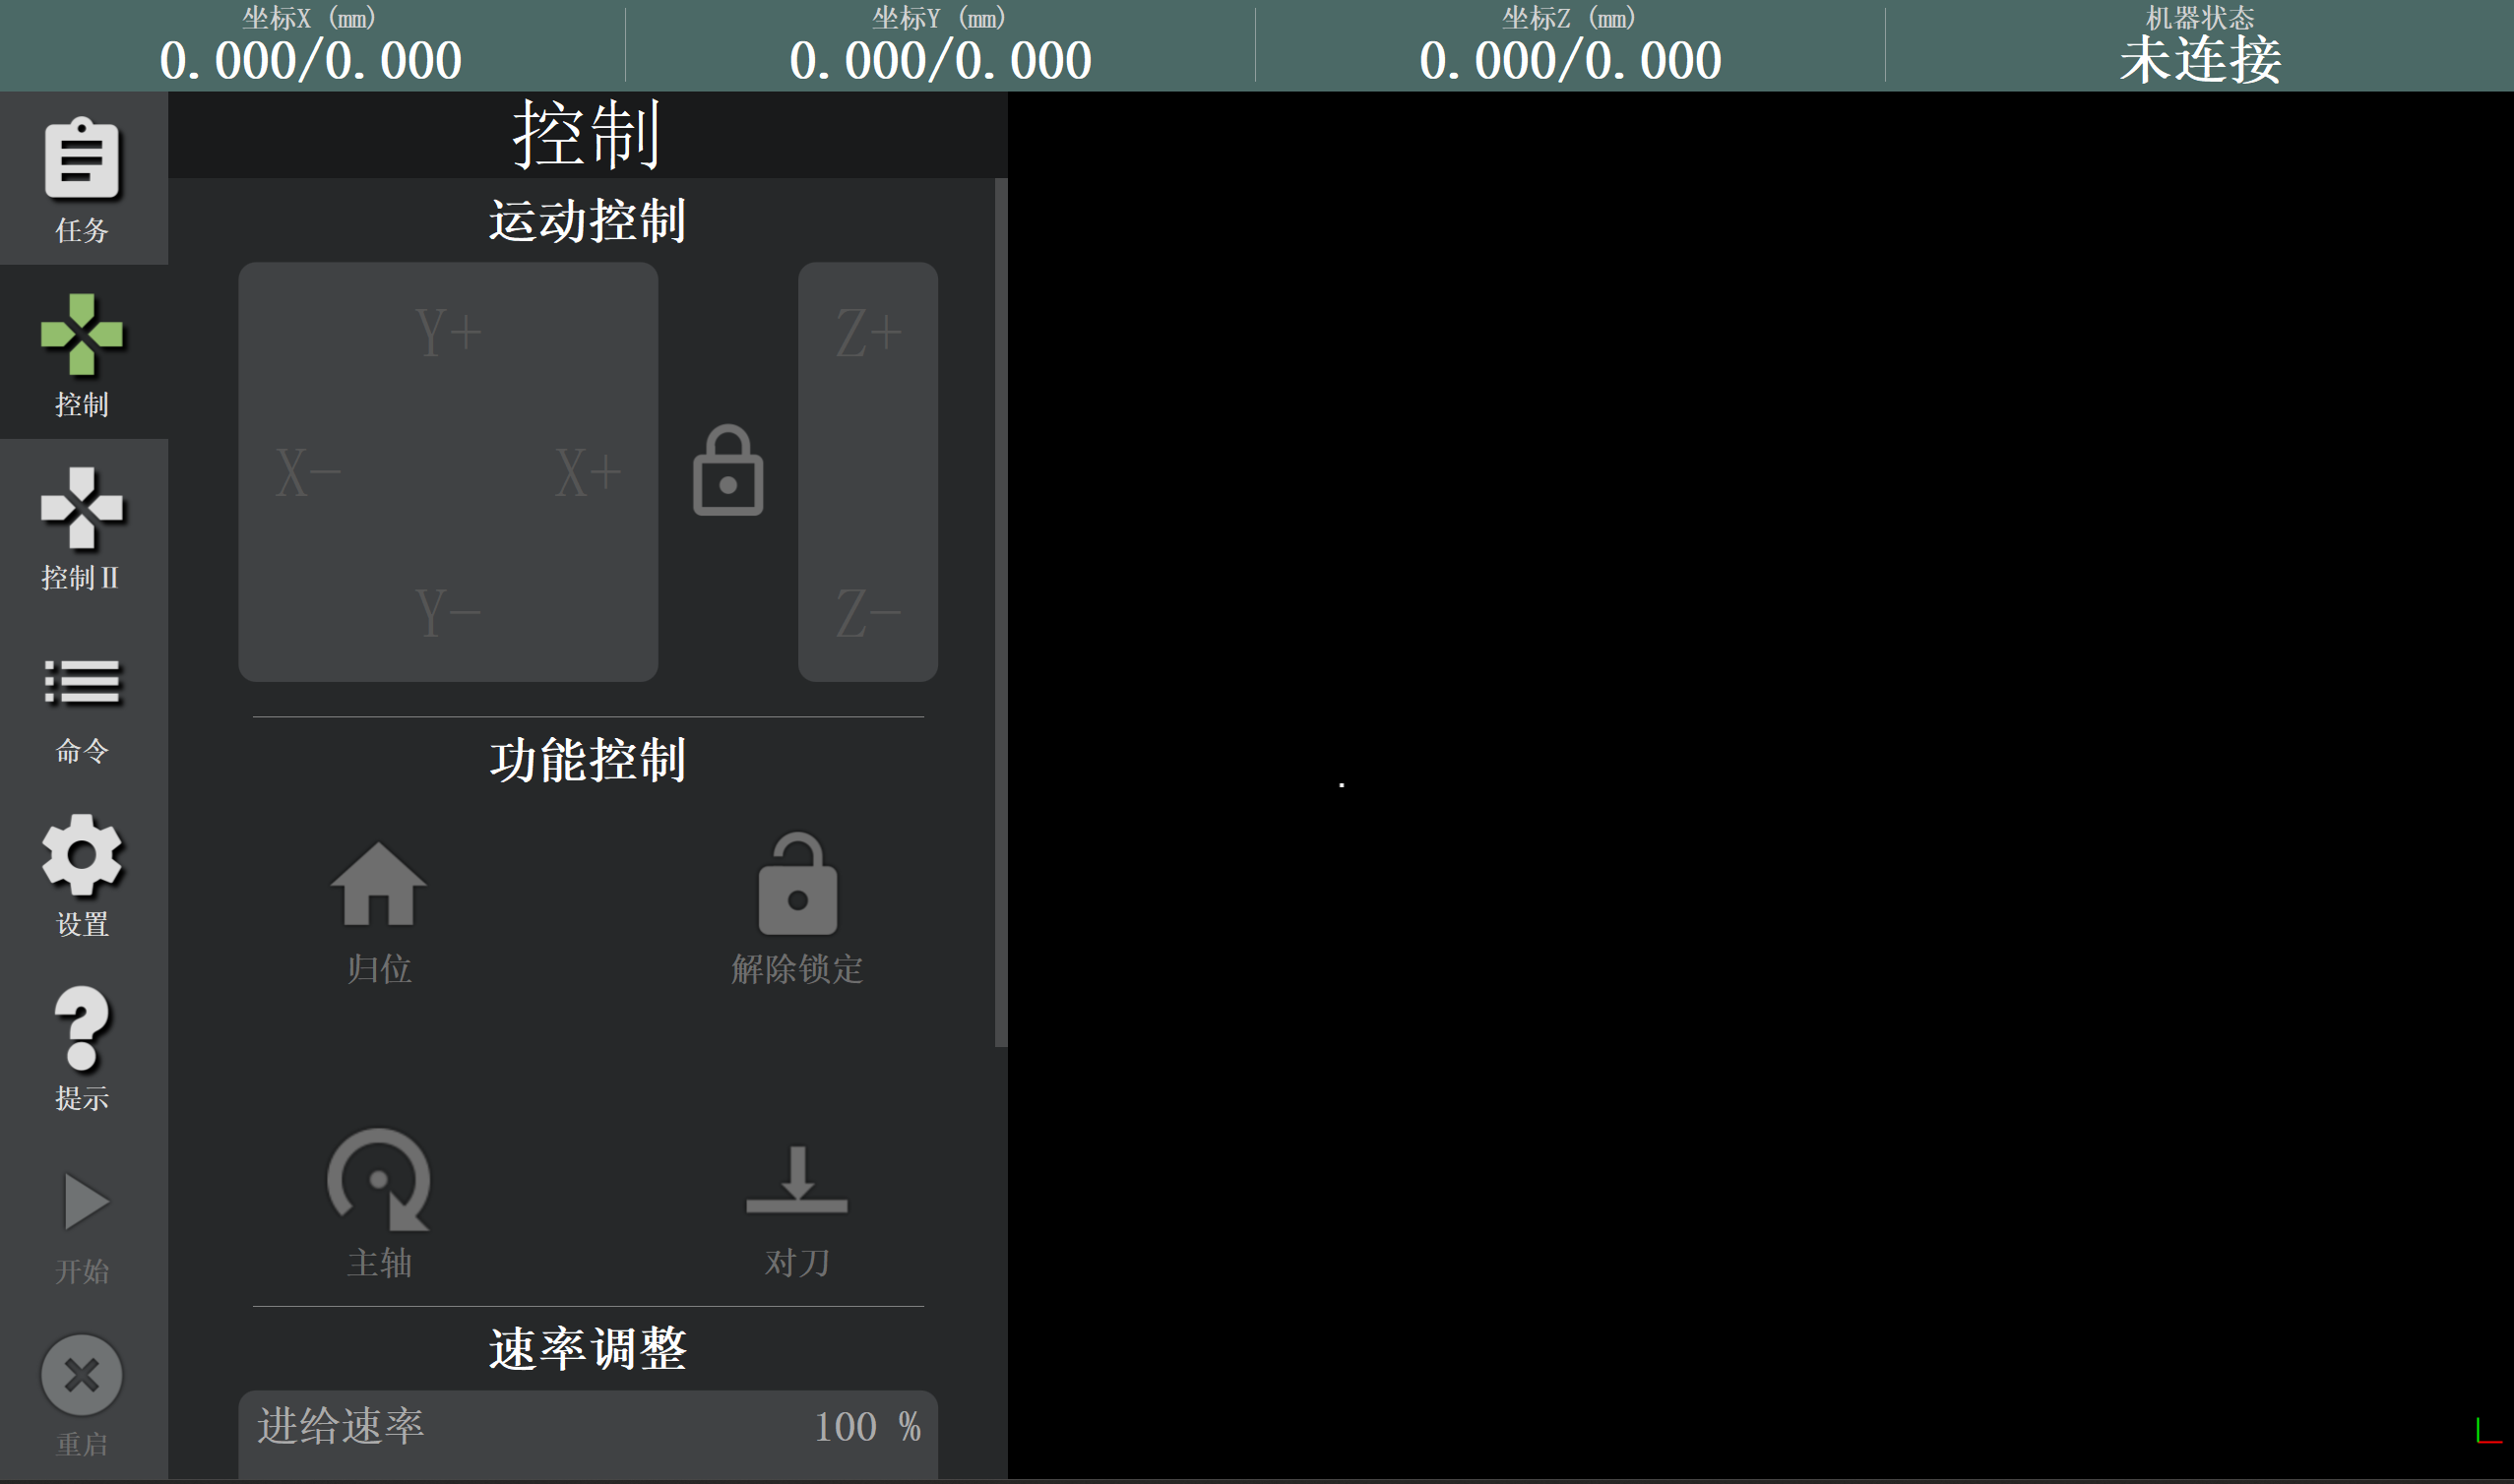 坐标X (mm)
0.000/0.000
坐标Y (mm)
0.000/0.000
坐标Z (mm)
0.000/0.000
机器状态
未连接
任务
控制
控制Ⅱ
命令
设置
提示
开始
重启
控制
运动控制
Y+
X-
X+
Y-
Z+
Z-
功能控制
归位
解除锁定
主轴
对刀
速率调整
进给速率 100 %